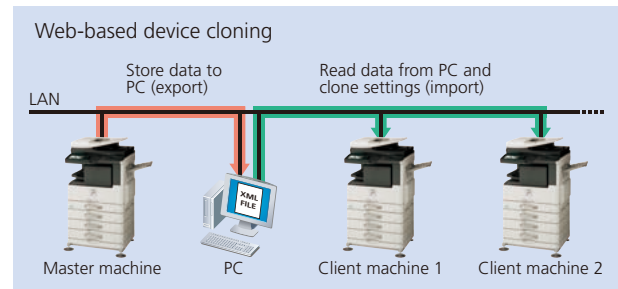 Web-based device cloning
Store data to
PC (export)
Read data from PC and
clone settings (import)
LAN
XML
FILE
Master machine
PC
Client machine 1
Client machine 2